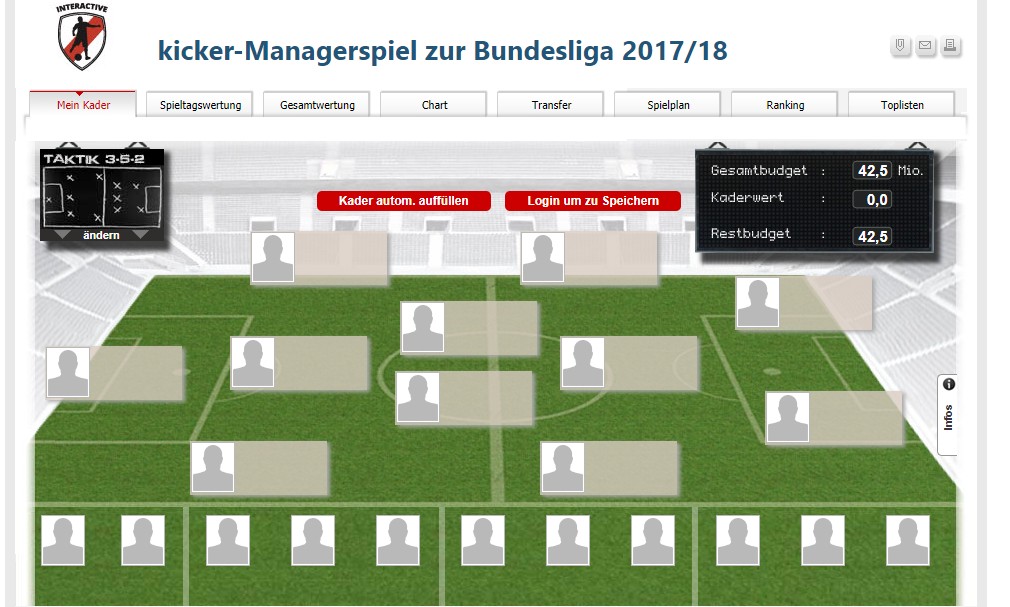 INTERACTIVE
kicker-Managerspiel zur Bundesliga 2017/18
Mein Kader
Spieltagswertung
Gesamtwertung
Chart
Transfer
Spielplan
Ranking
Toplisten
TAKTIK 3-5-2
ändern
Kader autom. auffüllen
Login um zu Speichern
Gesamtbudget : 42,5 Mio.
Kaderwert : 0,0
Restbudget : 42,5
Infos